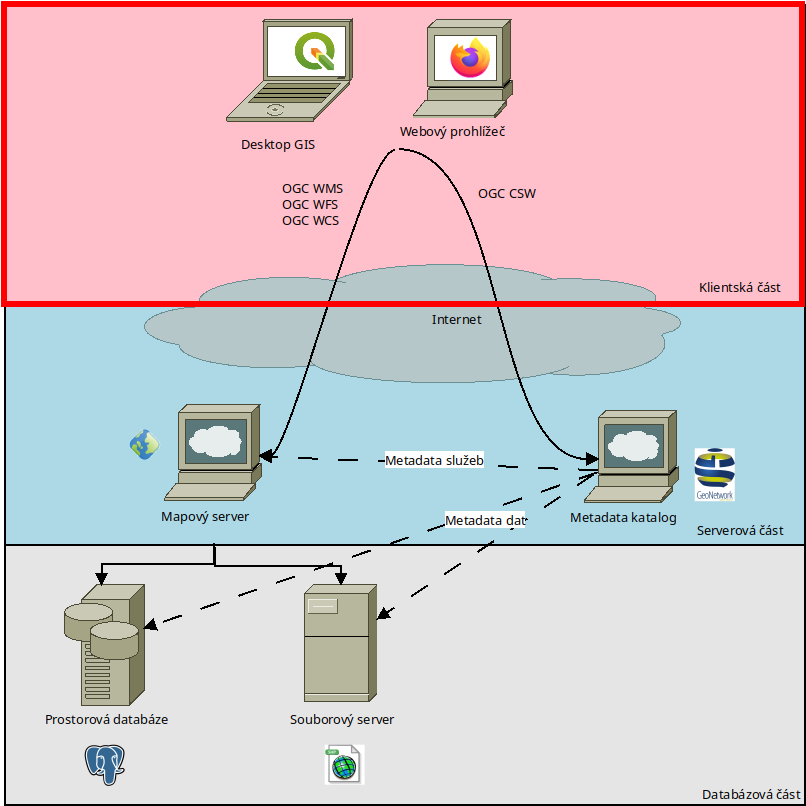 Desktop GIS
Webový prohlížeč
OGC WMS
OGC WFS
OGC WCS
OGC CSW
Klientská část
Internet
Metadata služeb
GeoNetwork
Mapový server
Metadata katalog
Metadata dat
Serverová část
Prostorová databáze
Souborový server
Databázová část